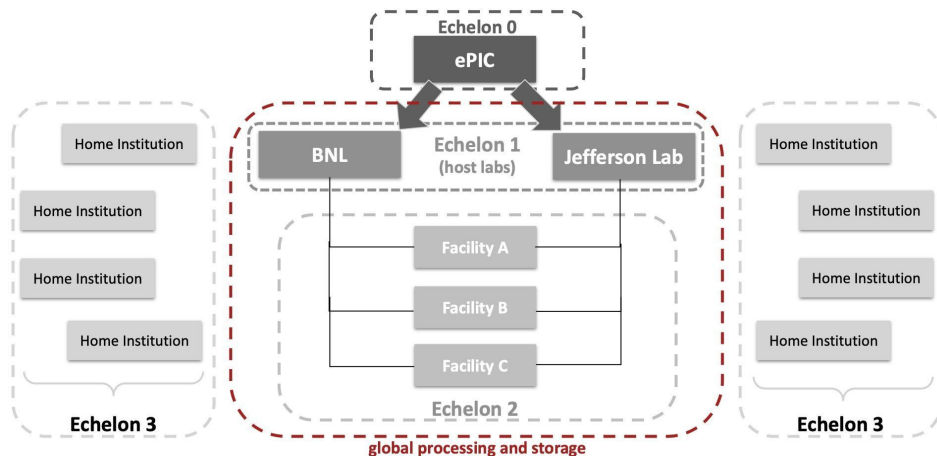 Echelon 0
ePIC
BNL
Echelon 1
(host labs)
Jefferson Lab
Home Institution
Home Institution
Home Institution
Home Institution
Echelon 3
Facility A
Facility B
Facility C
Echelon 2
global processing and storage
Home Institution
Home Institution
Home Institution
Home Institution
Echelon 3